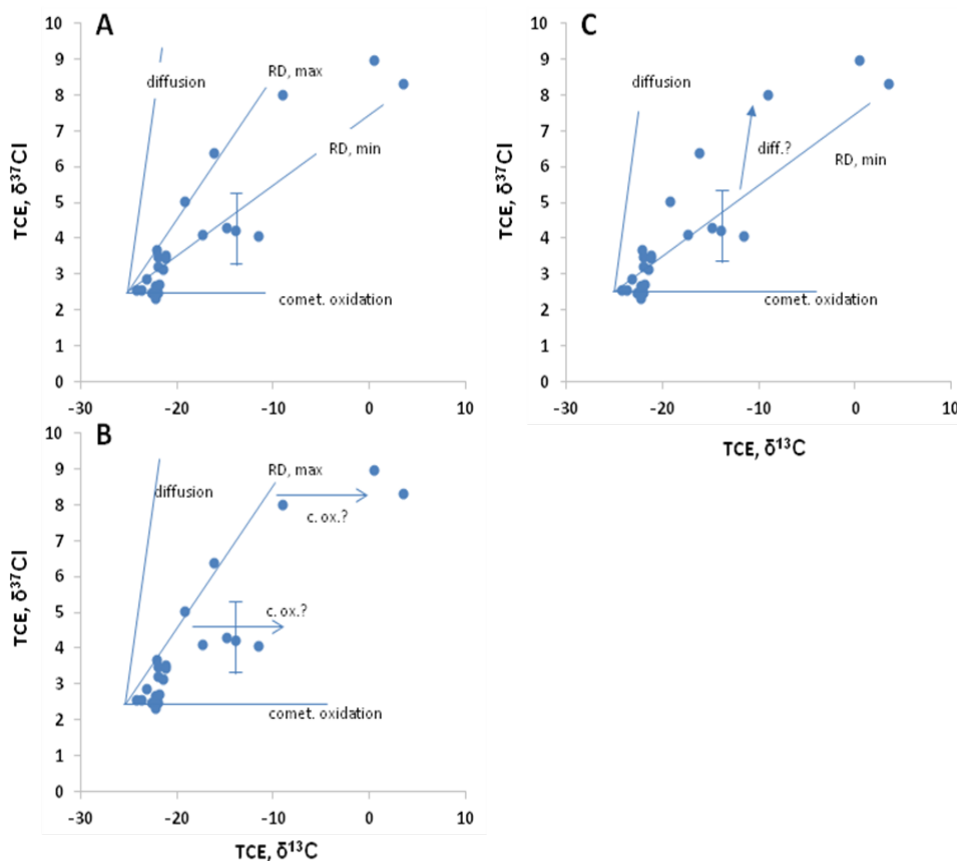 A
10
9
8
7
6
5
4
3
2
1
0
TCE, δ³⁷Cl
diffusion
RD, max
RD, min
comet. oxidation
-30
-20
-10
0
10
C
10
9
8
7
6
5
4
3
2
1
0
TCE, δ³⁷Cl
diffusion
diff.?
RD, min
comet. oxidation
-30
-20
-10
0
10
TCE, δ¹³C
B
10
9
8
7
6
5
4
3
2
1
0
TCE, δ³⁷Cl
diffusion
RD, max
c. ox.?
c. ox.?
comet. oxidation
-30
-20
-10
0
10
TCE, δ¹³C